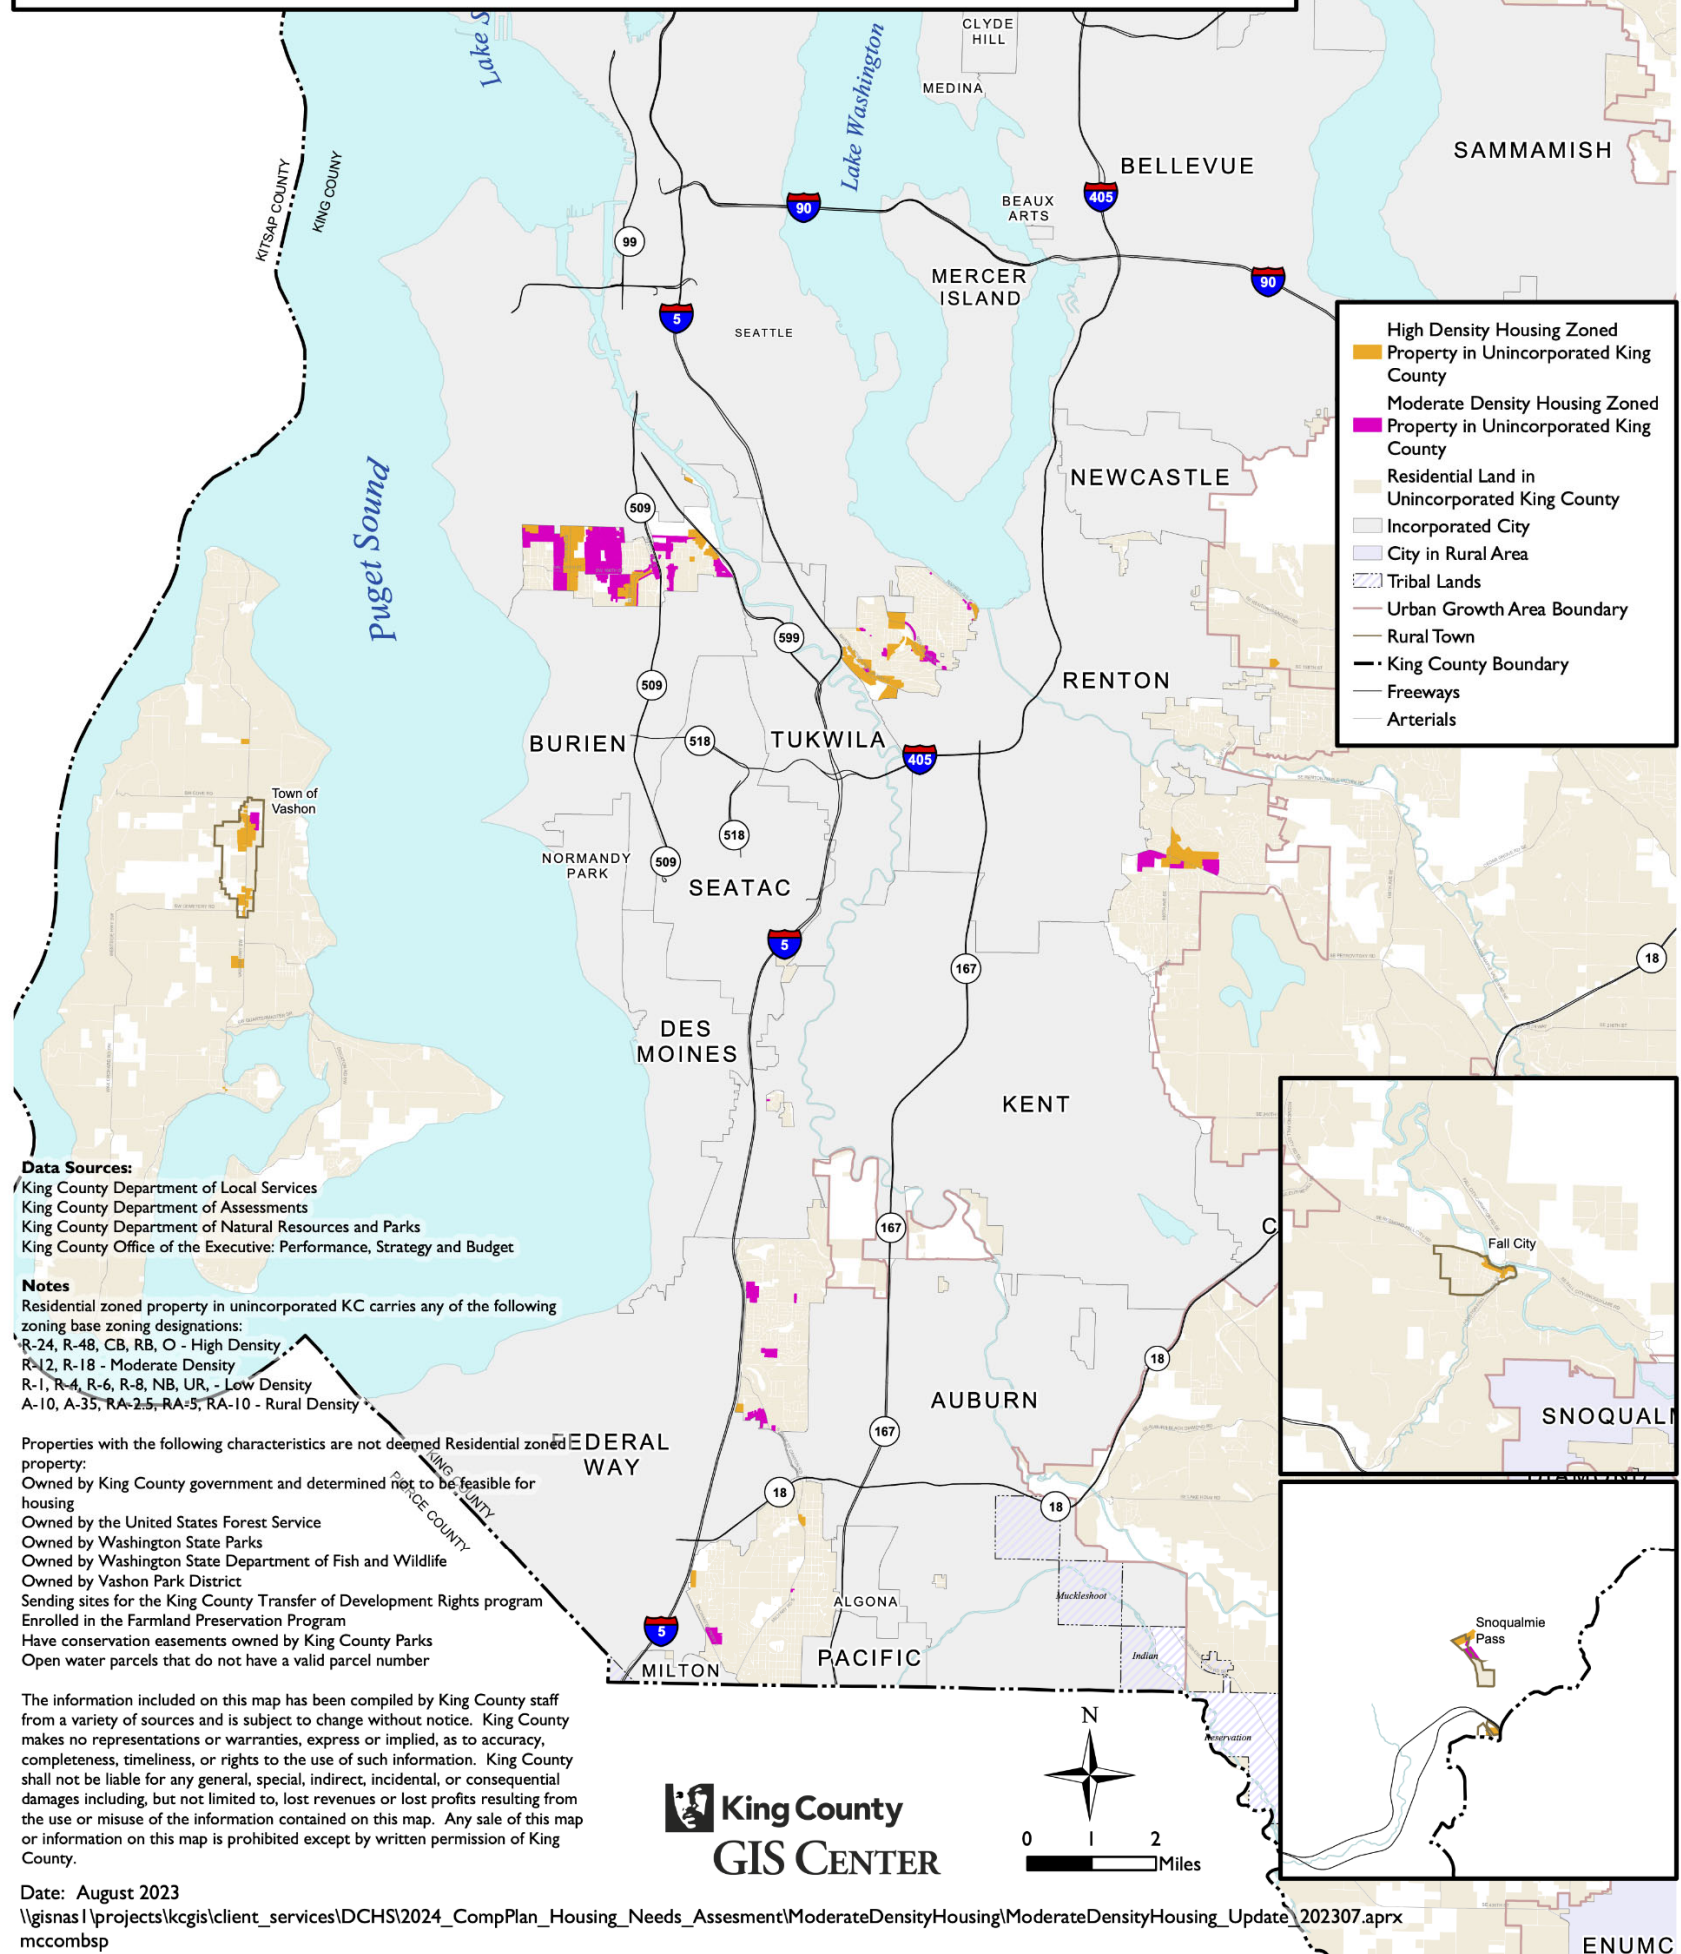 Lake S
Lake Washington
CLYDE
HILL
MEDINA
SAMMAMISH
BELLEVUE
KITSAP COUNTY
KING COUNY
BEAUX
ARTS
405
90
99
MERCER
ISLAND
90
5
SEATTLE
High Density Housing Zoned
Property in Unincorporated King
County
Moderate Density Housing Zoned
Property in Unincorporated King
County
Residential Land in
Unincorporated King County
Incorporated City
City in Rural Area
Tribal Lands
Urban Growth Area Boundary
Rural Town
King County Boundary
Freeways
Arterials
NEWCASTLE
Puget Sound
509
599
509
RENTON
BURIEN
518
TUKWILA
405
Town of
Vashon
518
NORMANDY
PARK
509
SEATAC
5
167
18
DES
MOINES
KENT
Data Sources:
King County Department of Local Services
King County Department of Assessments
King County Department of Natural Resources and Parks
King County Office of the Executive: Performance, Strategy and Budget
167
C
Fall City
Notes
Residential zoned property in unincorporated KC carries any of the following
zoning base zoning designations:
R-24, R-48, CB, RB, O - High Density
R-12, R-18 - Moderate Density
R-1, R-4, R-6, R-8, NB, UR, - Low Density
A-10, A-35, RA-2.5, RA-5, RA-10 - Rural Density
18
AUBURN
SNOQUALM
167
FEDERAL
WAY
Properties with the following characteristics are not deemed Residential zoned
property:
Owned by King County government and determined not to be feasible for
housing
Owned by the United States Forest Service
Owned by Washington State Parks
Owned by Washington State Department of Fish and Wildlife
Owned by Vashon Park District
Sending sites for the King County Transfer of Development Rights program
Enrolled in the Farmland Preservation Program
Have conservation easements owned by King County Parks
Open water parcels that do not have a valid parcel number
KING COUNTY
PIERCE COUNTY
18
18
Muckleshoot
ALGONA
5
Indian
MILTON
PACIFIC
Snoqualmie
Pass
Reservation
The information included on this map has been compiled by King County staff
from a variety of sources and is subject to change without notice. King County
makes no representations or warranties, express or implied, as to accuracy,
completeness, timeliness, or rights to the use of such information. King County
shall not be liable for any general, special, indirect, incidental, or consequential
damages including, but not limited to, lost revenues or lost profits resulting from
the use or misuse of the information contained on this map. Any sale of this map
or information on this map is prohibited except by written permission of King
County.
N
King County
GIS CENTER
0 1 2
Miles
Date: August 2023
\\gisnas1\projects\kcgis\client_services\DCHS\2024_CompPlan_Housing_Needs_Assesment\ModerateDensityHousing\ModerateDensityHousing_Update_202307.aprx
mccombsp
ENUMC